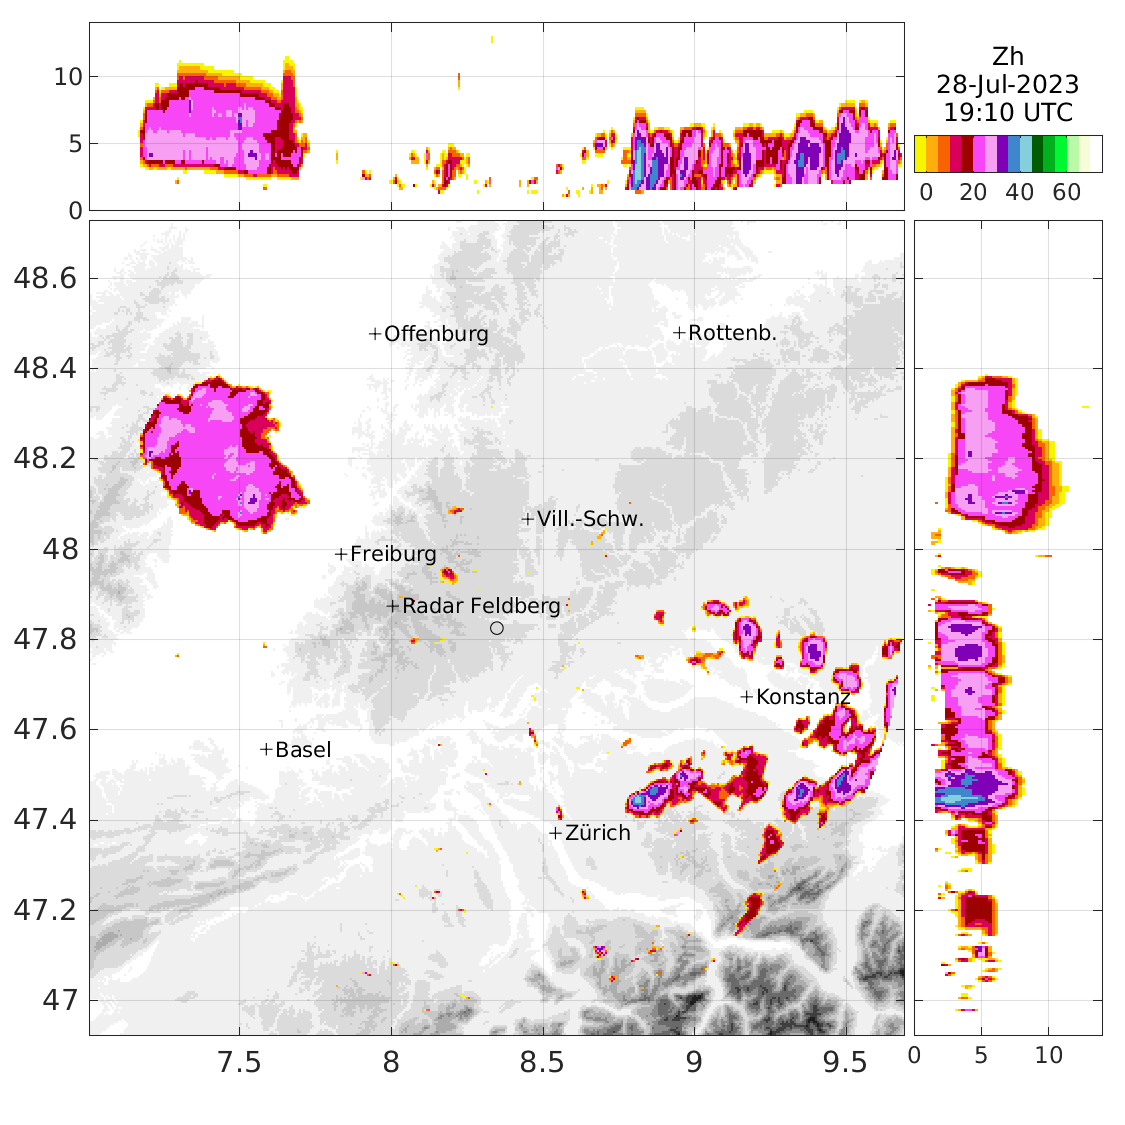 Zh
28-Jul-2023
19:10 UTC
0 20 40 60
10
5
0
48.6
48.4
48.2
48
47.8
47.6
47.4
47.2
47
Offenburg
Rottenb.
Vill.-Schw.
Freiburg
Radar Feldberg
Konstanz
Basel
Zürich
7.5 8 8.5 9 9.5
0 5 10